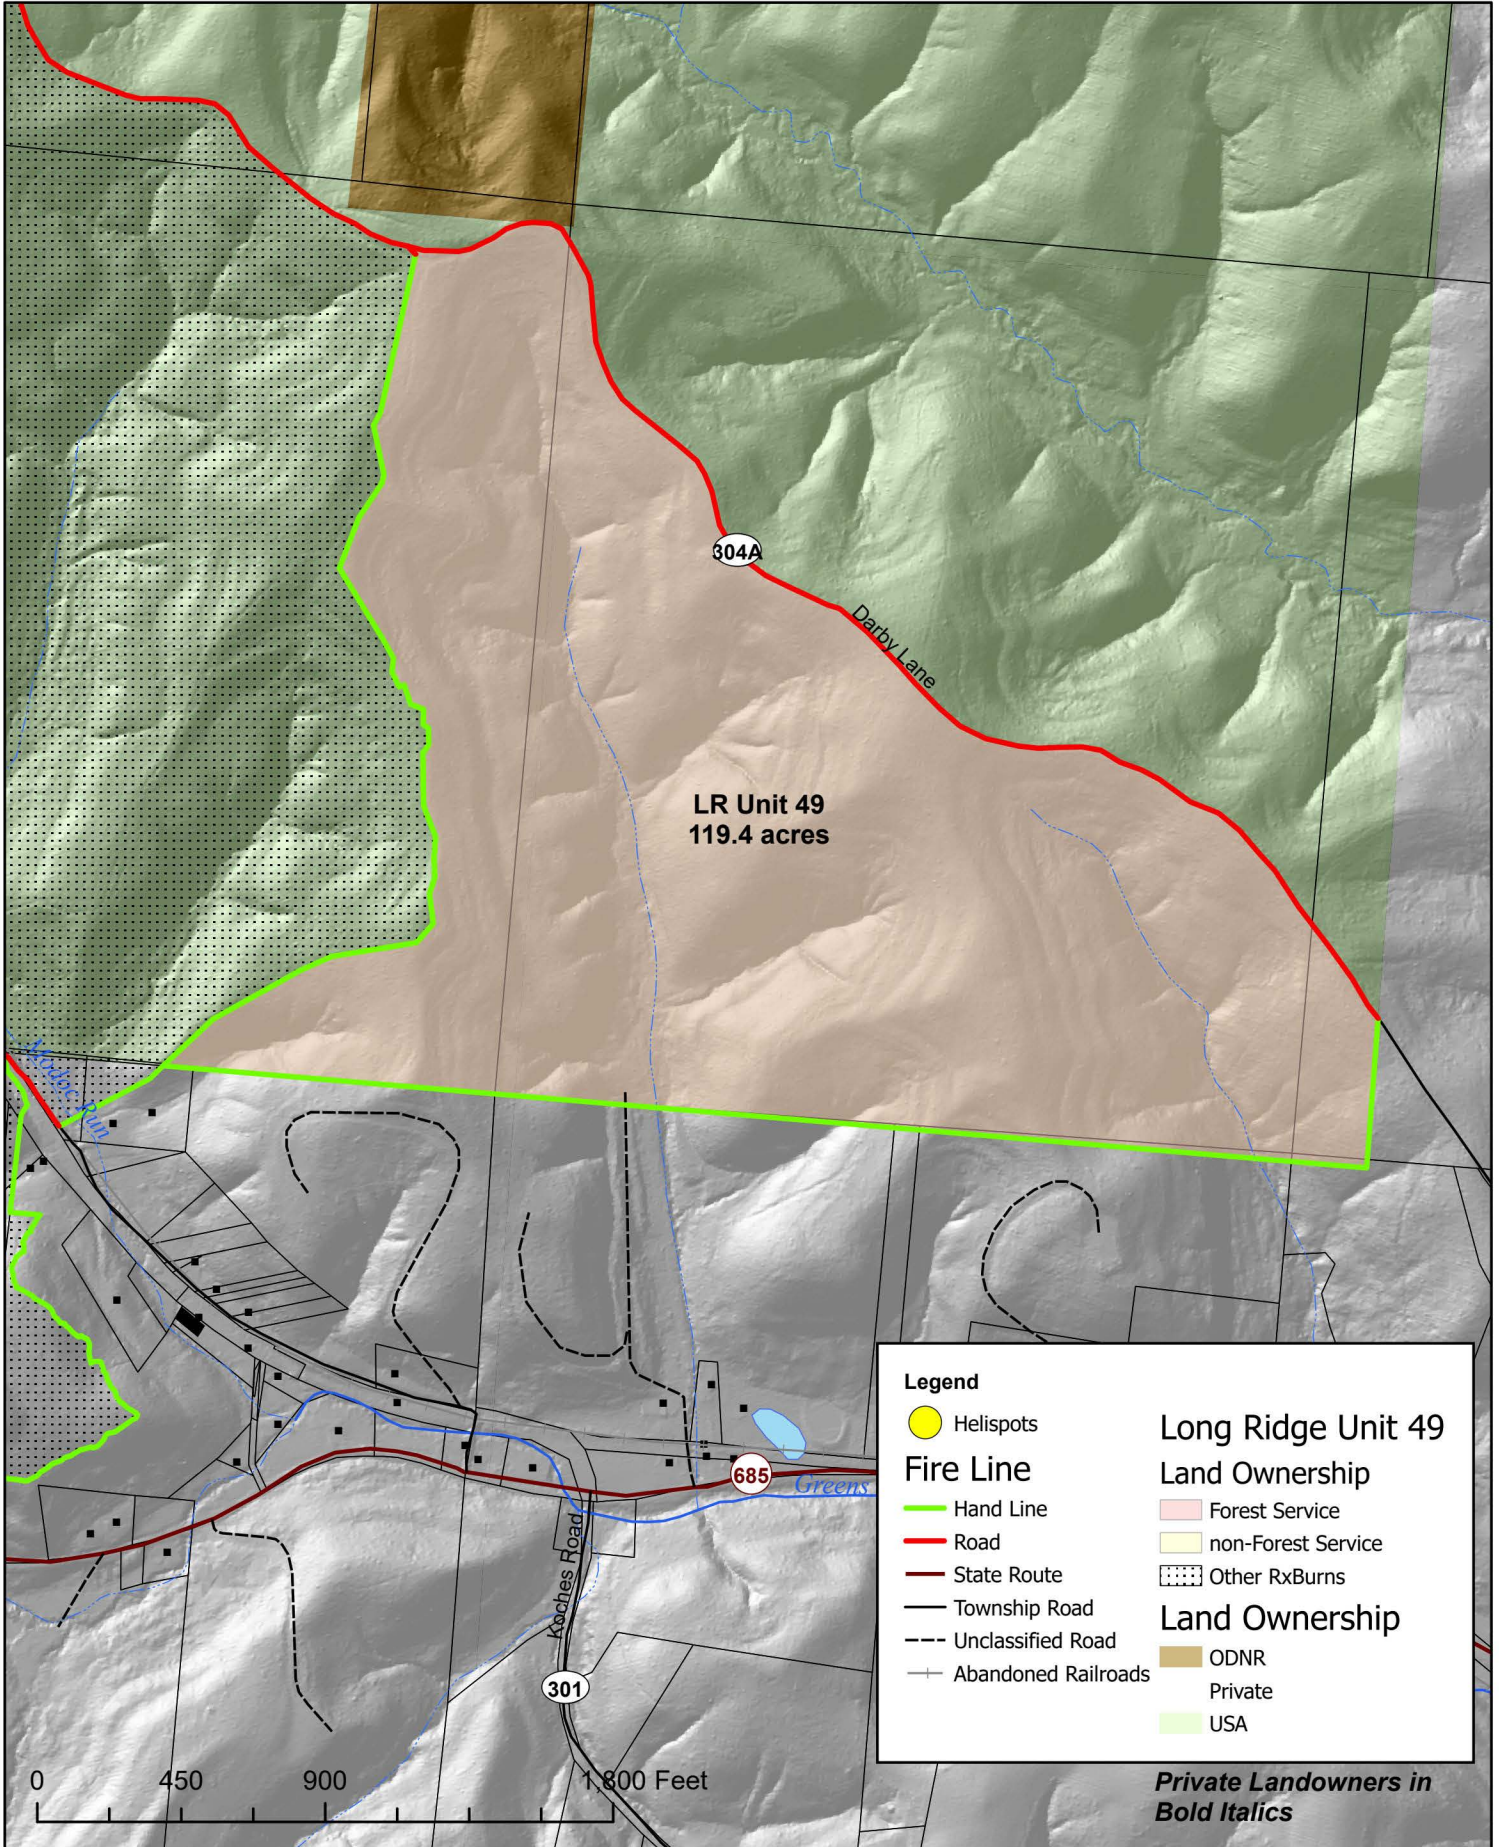 304A
Darby Lane
LR Unit 49
119.4 acres
Modoc Run
685
Greens
Koches Road
301
Legend
Helispots
Fire Line
Hand Line
Road
State Route
Township Road
Unclassified Road
Abandoned Railroads
Long Ridge Unit 49
Land Ownership
Forest Service
non-Forest Service
Other RxBurns
Land Ownership
ODNR
Private
USA
0 450 900 1,800 Feet
Private Landowners in
Bold Italics